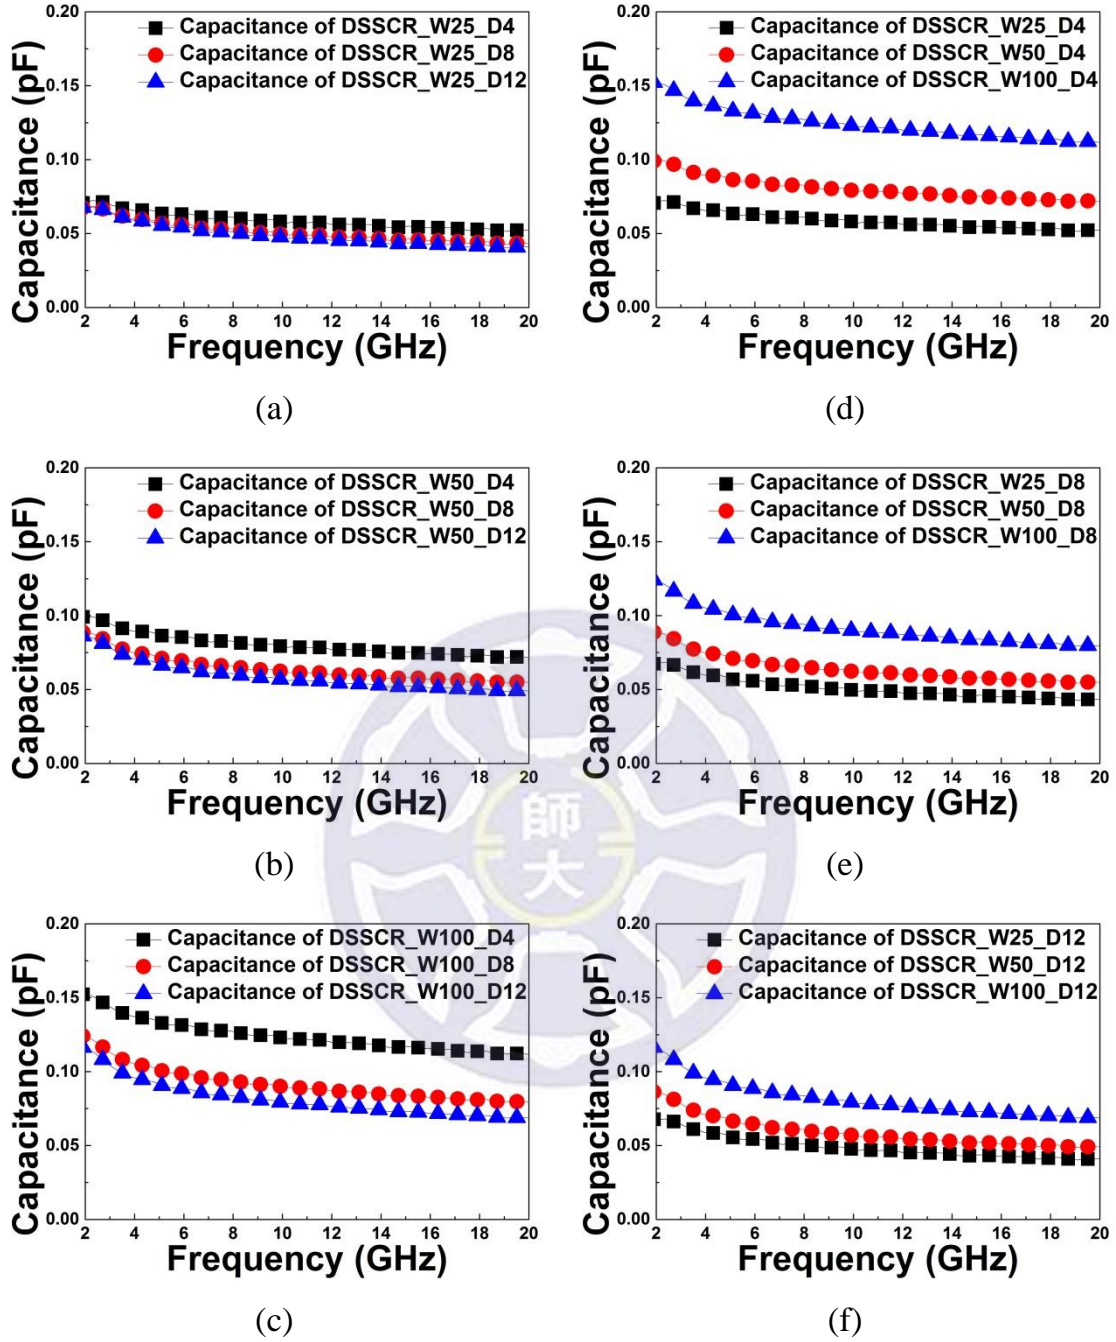 Capacitance of DSSCR_W25_D4
Capacitance of DSSCR_W25_D8
Capacitance of DSSCR_W25_D12
Capacitance (pF)
0.20
0.15
0.10
0.05
0.00
2 4 6 8 10 12 14 16 18 20
Frequency (GHz)
(a)
Capacitance of DSSCR_W25_D4
Capacitance of DSSCR_W50_D4
Capacitance of DSSCR_W100_D4
Capacitance (pF)
0.20
0.15
0.10
0.05
0.00
2 4 6 8 10 12 14 16 18 20
Frequency (GHz)
(d)
Capacitance of DSSCR_W50_D4
Capacitance of DSSCR_W50_D8
Capacitance of DSSCR_W50_D12
Capacitance (pF)
0.20
0.15
0.10
0.05
0.00
2 4 6 8 10 12 14 16 18 20
Frequency (GHz)
(b)
Capacitance of DSSCR_W25_D8
Capacitance of DSSCR_W50_D8
Capacitance of DSSCR_W100_D8
Capacitance (pF)
0.20
0.15
0.10
0.05
0.00
2 4 6 8 10 12 14 16 18 20
Frequency (GHz)
(e)
師
大
Capacitance of DSSCR_W100_D4
Capacitance of DSSCR_W100_D8
Capacitance of DSSCR_W100_D12
Capacitance (pF)
0.20
0.15
0.10
0.05
0.00
2 4 6 8 10 12 14 16 18 20
Frequency (GHz)
(c)
Capacitance of DSSCR_W25_D12
Capacitance of DSSCR_W50_D12
Capacitance of DSSCR_W100_D12
Capacitance (pF)
0.20
0.15
0.10
0.05
0.00
2 4 6 8 10 12 14 16 18 20
Frequency (GHz)
(f)